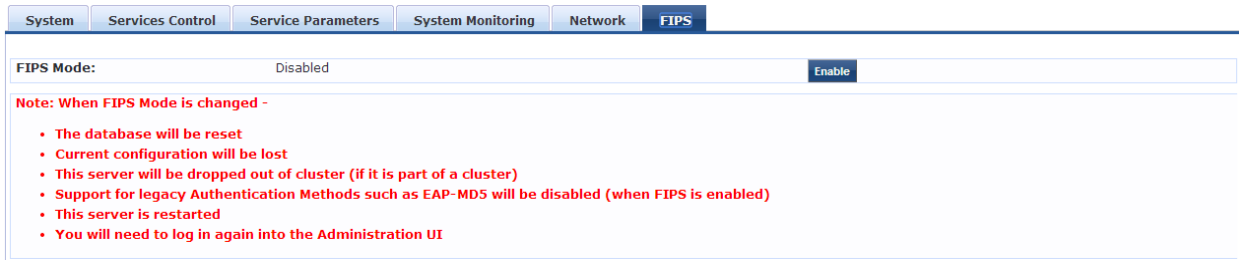 System Services Control Service Parameters System Monitoring Network FIPS
FIPS Mode: Disabled Enable
Note: When FIPS Mode is changed -
• The database will be reset
• Current configuration will be lost
• This server will be dropped out of cluster (if it is part of a cluster)
• Support for legacy Authentication Methods such as EAP-MD5 will be disabled (when FIPS is enabled)
• This server is restarted
• You will need to log in again into the Administration UI